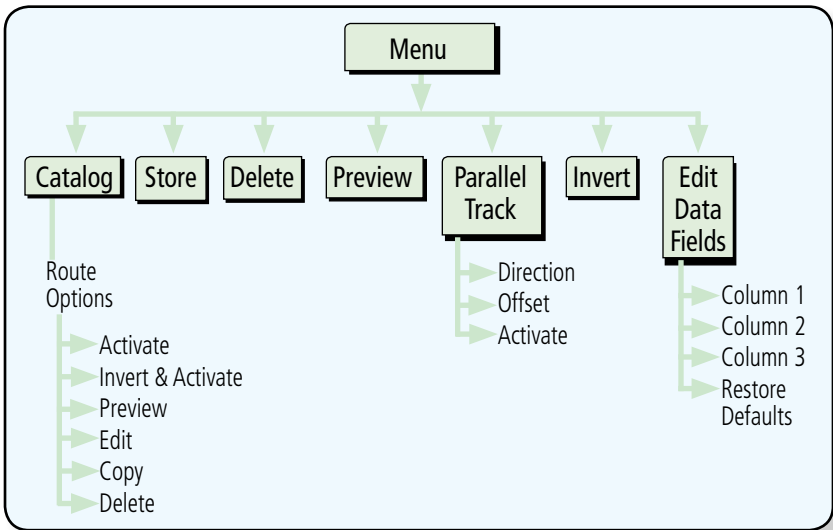 Menu
Catalog
Store
Delete
Preview
Parallel
Track
Invert
Edit
Data
Fields
Route
Options
Activate
Invert & Activate
Preview
Edit
Copy
Delete
Direction
Offset
Activate
Column 1
Column 2
Column 3
Restore
Defaults